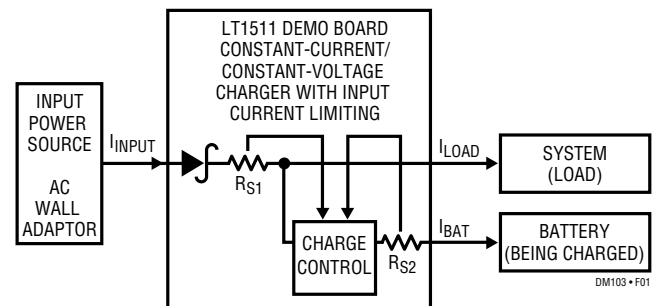 LT1511 DEMO BOARD
CONSTANT-CURRENT/
CONSTANT-VOLTAGE
CHARGER WITH INPUT
CURRENT LIMITING
INPUT
POWER
SOURCE
AC
WALL
ADAPTOR
IINPUT
RS1
ILOAD
SYSTEM
(LOAD)
CHARGE
CONTROL
RS2
IBAT
BATTERY
(BEING CHARGED)
DM103 • F01